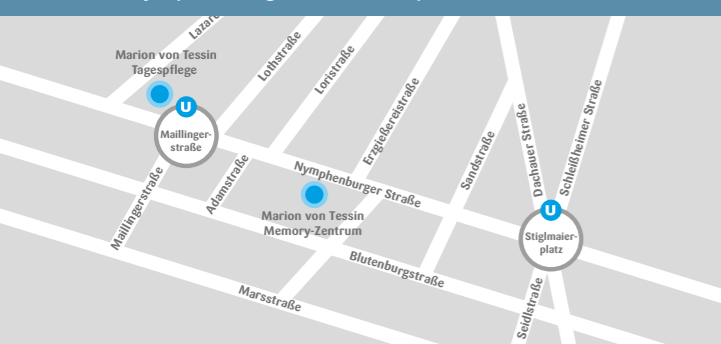 Lazare
Marion von Tessin
Tagespflege
Lothstraße
Loristraße
U
Maillinger-
straße
Erzgießereistraße
Sandstraße
Dachauer Straße
Schleißheimer Straße
Maillingerstraße
Adamstraße
Nymphenburger Straße
Marion von Tessin
Memory-Zentrum
U
Stiglmaier-
platz
Blutenburgstraße
Marsstraße
Seidlstraße